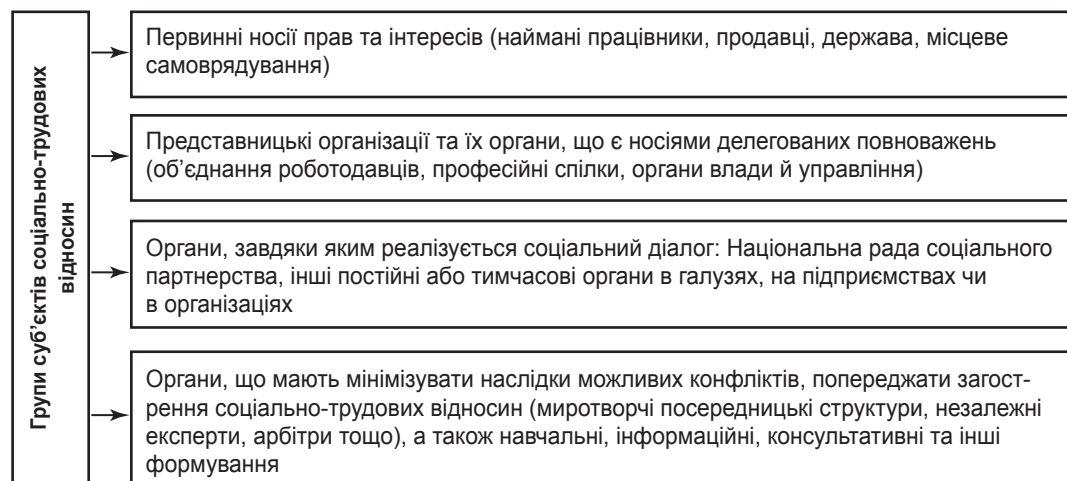 Групи суб’єктів соціально-трудових
відносин
Первинні носії прав та інтересів (наймані працівники, продавці, держава, місцеве
самоврядування)
Представницькі організації та їх органи, що є носіями делегованих повноважень
(об’єднання роботодавців, професійні спілки, органи влади й управління)
Органи, завдяки яким реалізується соціальний діалог: Національна рада соціального
партнерства, інші постійні або тимчасові органи в галузях, на підприємствах чи
в організаціях
Органи, що мають мінімізувати наслідки можливих конфліктів, попереджати загост-
рення соціально-трудових відносин (миротворчі посередницькі структури, незалежні
експерти, арбітри тощо), а також навчальні, інформаційні, консультативні та інші
формування